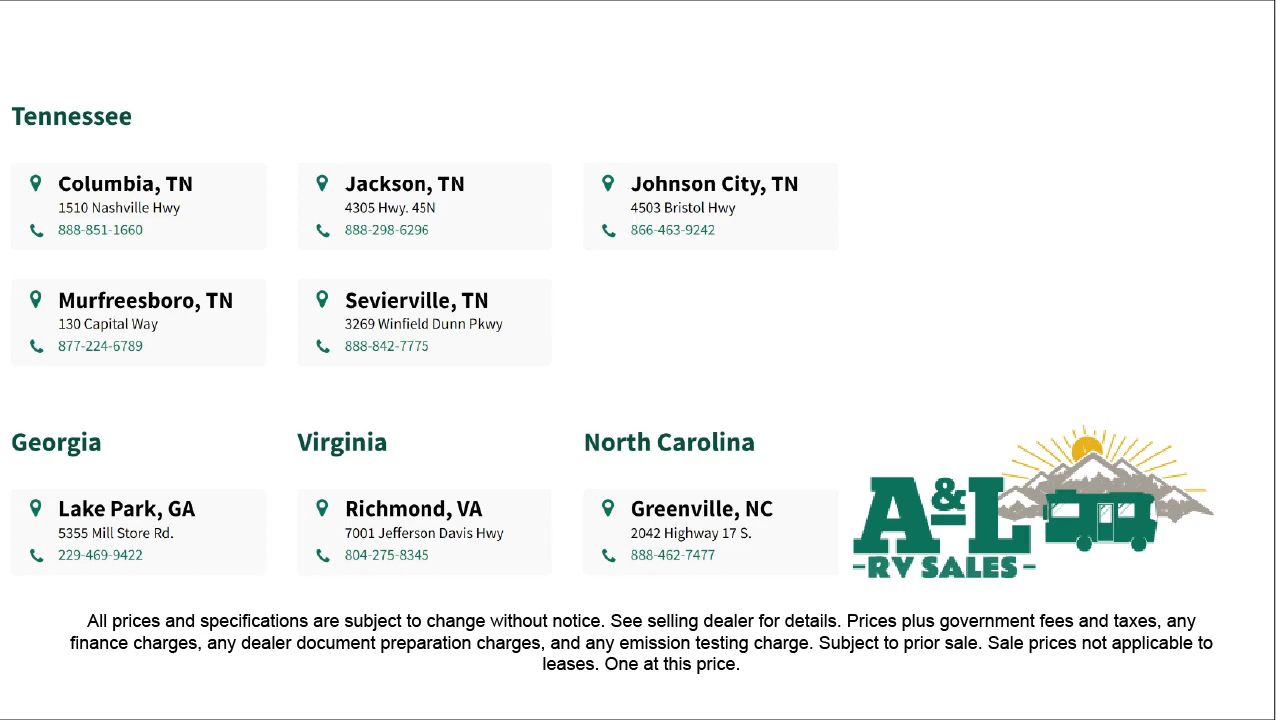 Tennessee
Columbia, TN
1510 Nashville Hwy
888-851-1660
Jackson, TN
4305 Hwy. 45N
888-298-6296
Johnson City, TN
4503 Bristol Hwy
866-463-9242
Murfreesboro, TN
130 Capital Way
877-224-6789
Sevierville, TN
3269 Winfield Dunn Pkwy
888-842-7775
Georgia
Lake Park, GA
5355 Mill Store Rd.
229-469-9422
Virginia
Richmond, VA
7001 Jefferson Davis Hwy
804-275-8345
North Carolina
Greenville, NC
2042 Highway 17 S.
888-462-7477
A&L
-RV SALES-
All prices and specifications are subject to change without notice. See selling dealer for details. Prices plus government fees and taxes, any
finance charges, any dealer document preparation charges, and any emission testing charge. Subject to prior sale. Sale prices not applicable to
leases. One at this price.